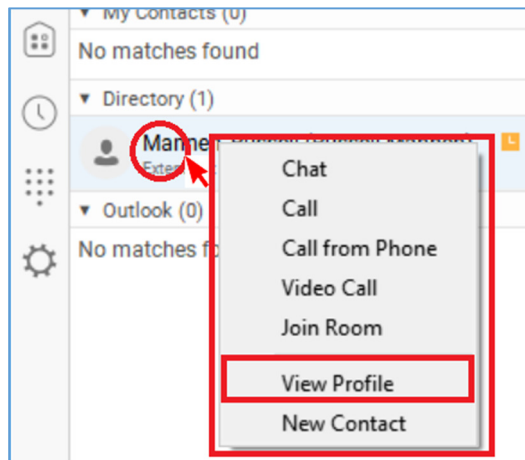 ▼ My Contacts (0)
No matches found
▼ Directory (1)
Chat
Call
Call from Phone
Video Call
Join Room
View Profile
New Contact
▼ Outlook (0)
No matches